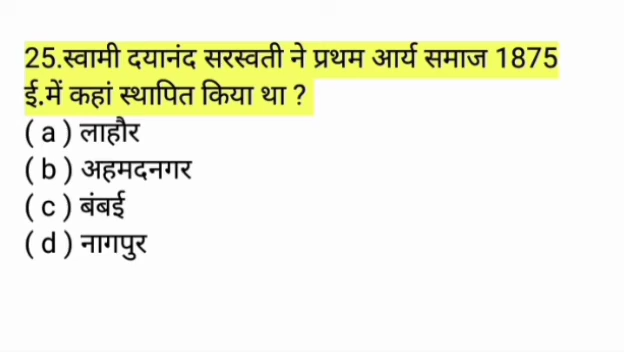 25.स्वामी दयानंद सरस्वती ने प्रथम आर्य समाज 1875
ई.में कहां स्थापित किया था ?
( a ) लाहौर
( b ) अहमदनगर
( c ) बंबई
( d ) नागपुर